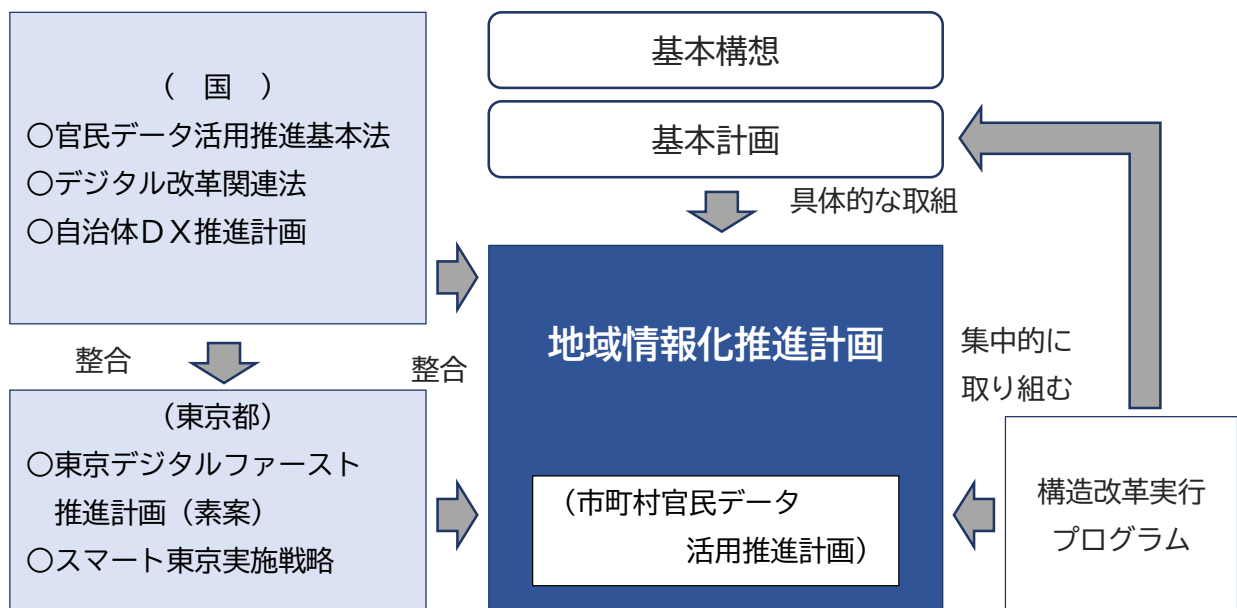 （　国　）
〇官民データ活用推進基本法
〇デジタル改革関連法
〇自治体ＤＸ推進計画
整合
（東京都）
〇東京デジタルファースト
推進計画（素案）
〇スマート東京実施戦略
整合
基本構想
基本計画
具体的な取組
地域情報化推進計画
（市町村官民データ
活用推進計画）
集中的に
取り組む
構造改革実行
プログラム